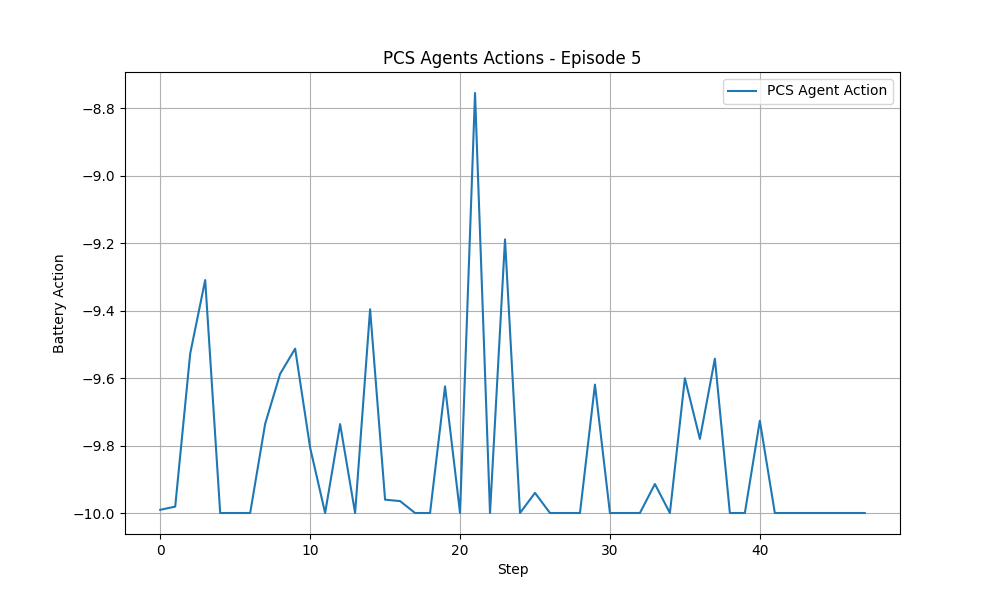 PCS Agents Actions - Episode 5
PCS Agent Action
Battery Action
−8.8
−9.0
−9.2
−9.4
−9.6
−9.8
−10.0
0 10 20 30 40
Step